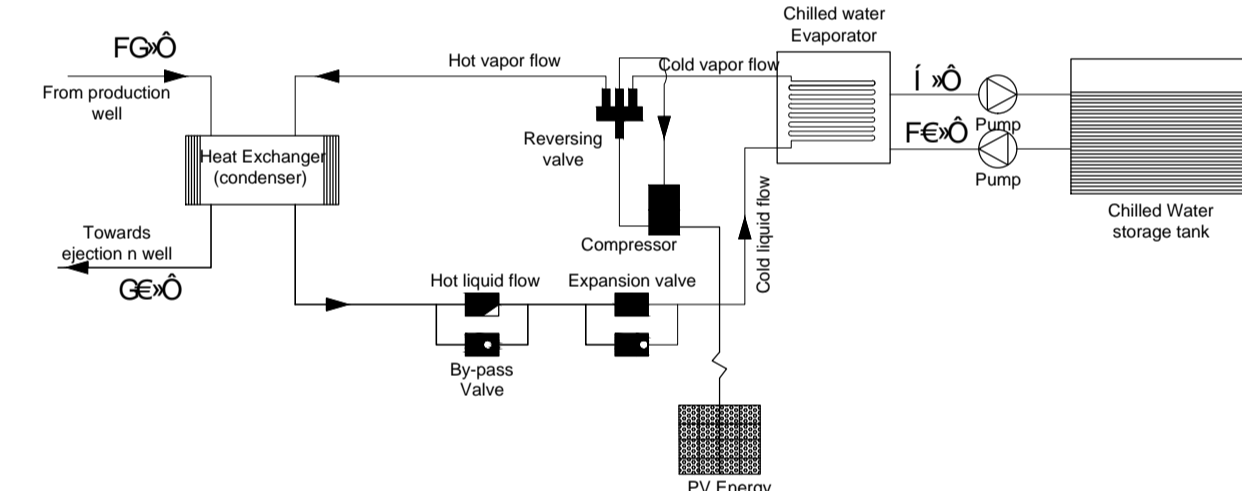 Chilled water
Evaporator
FG»Ô
Hot vapor flow
Cold vapor flow
From production
well
Í »Ô
Pump
F€»Ô
Pump
Reversing
valve
Heat Exchanger
(condenser)
Compressor
Cold liquid flow
Chilled Water
storage tank
Towards
ejection n well
G€»Ô
Hot liquid flow
Expansion valve
By-pass
Valve
PV Energy